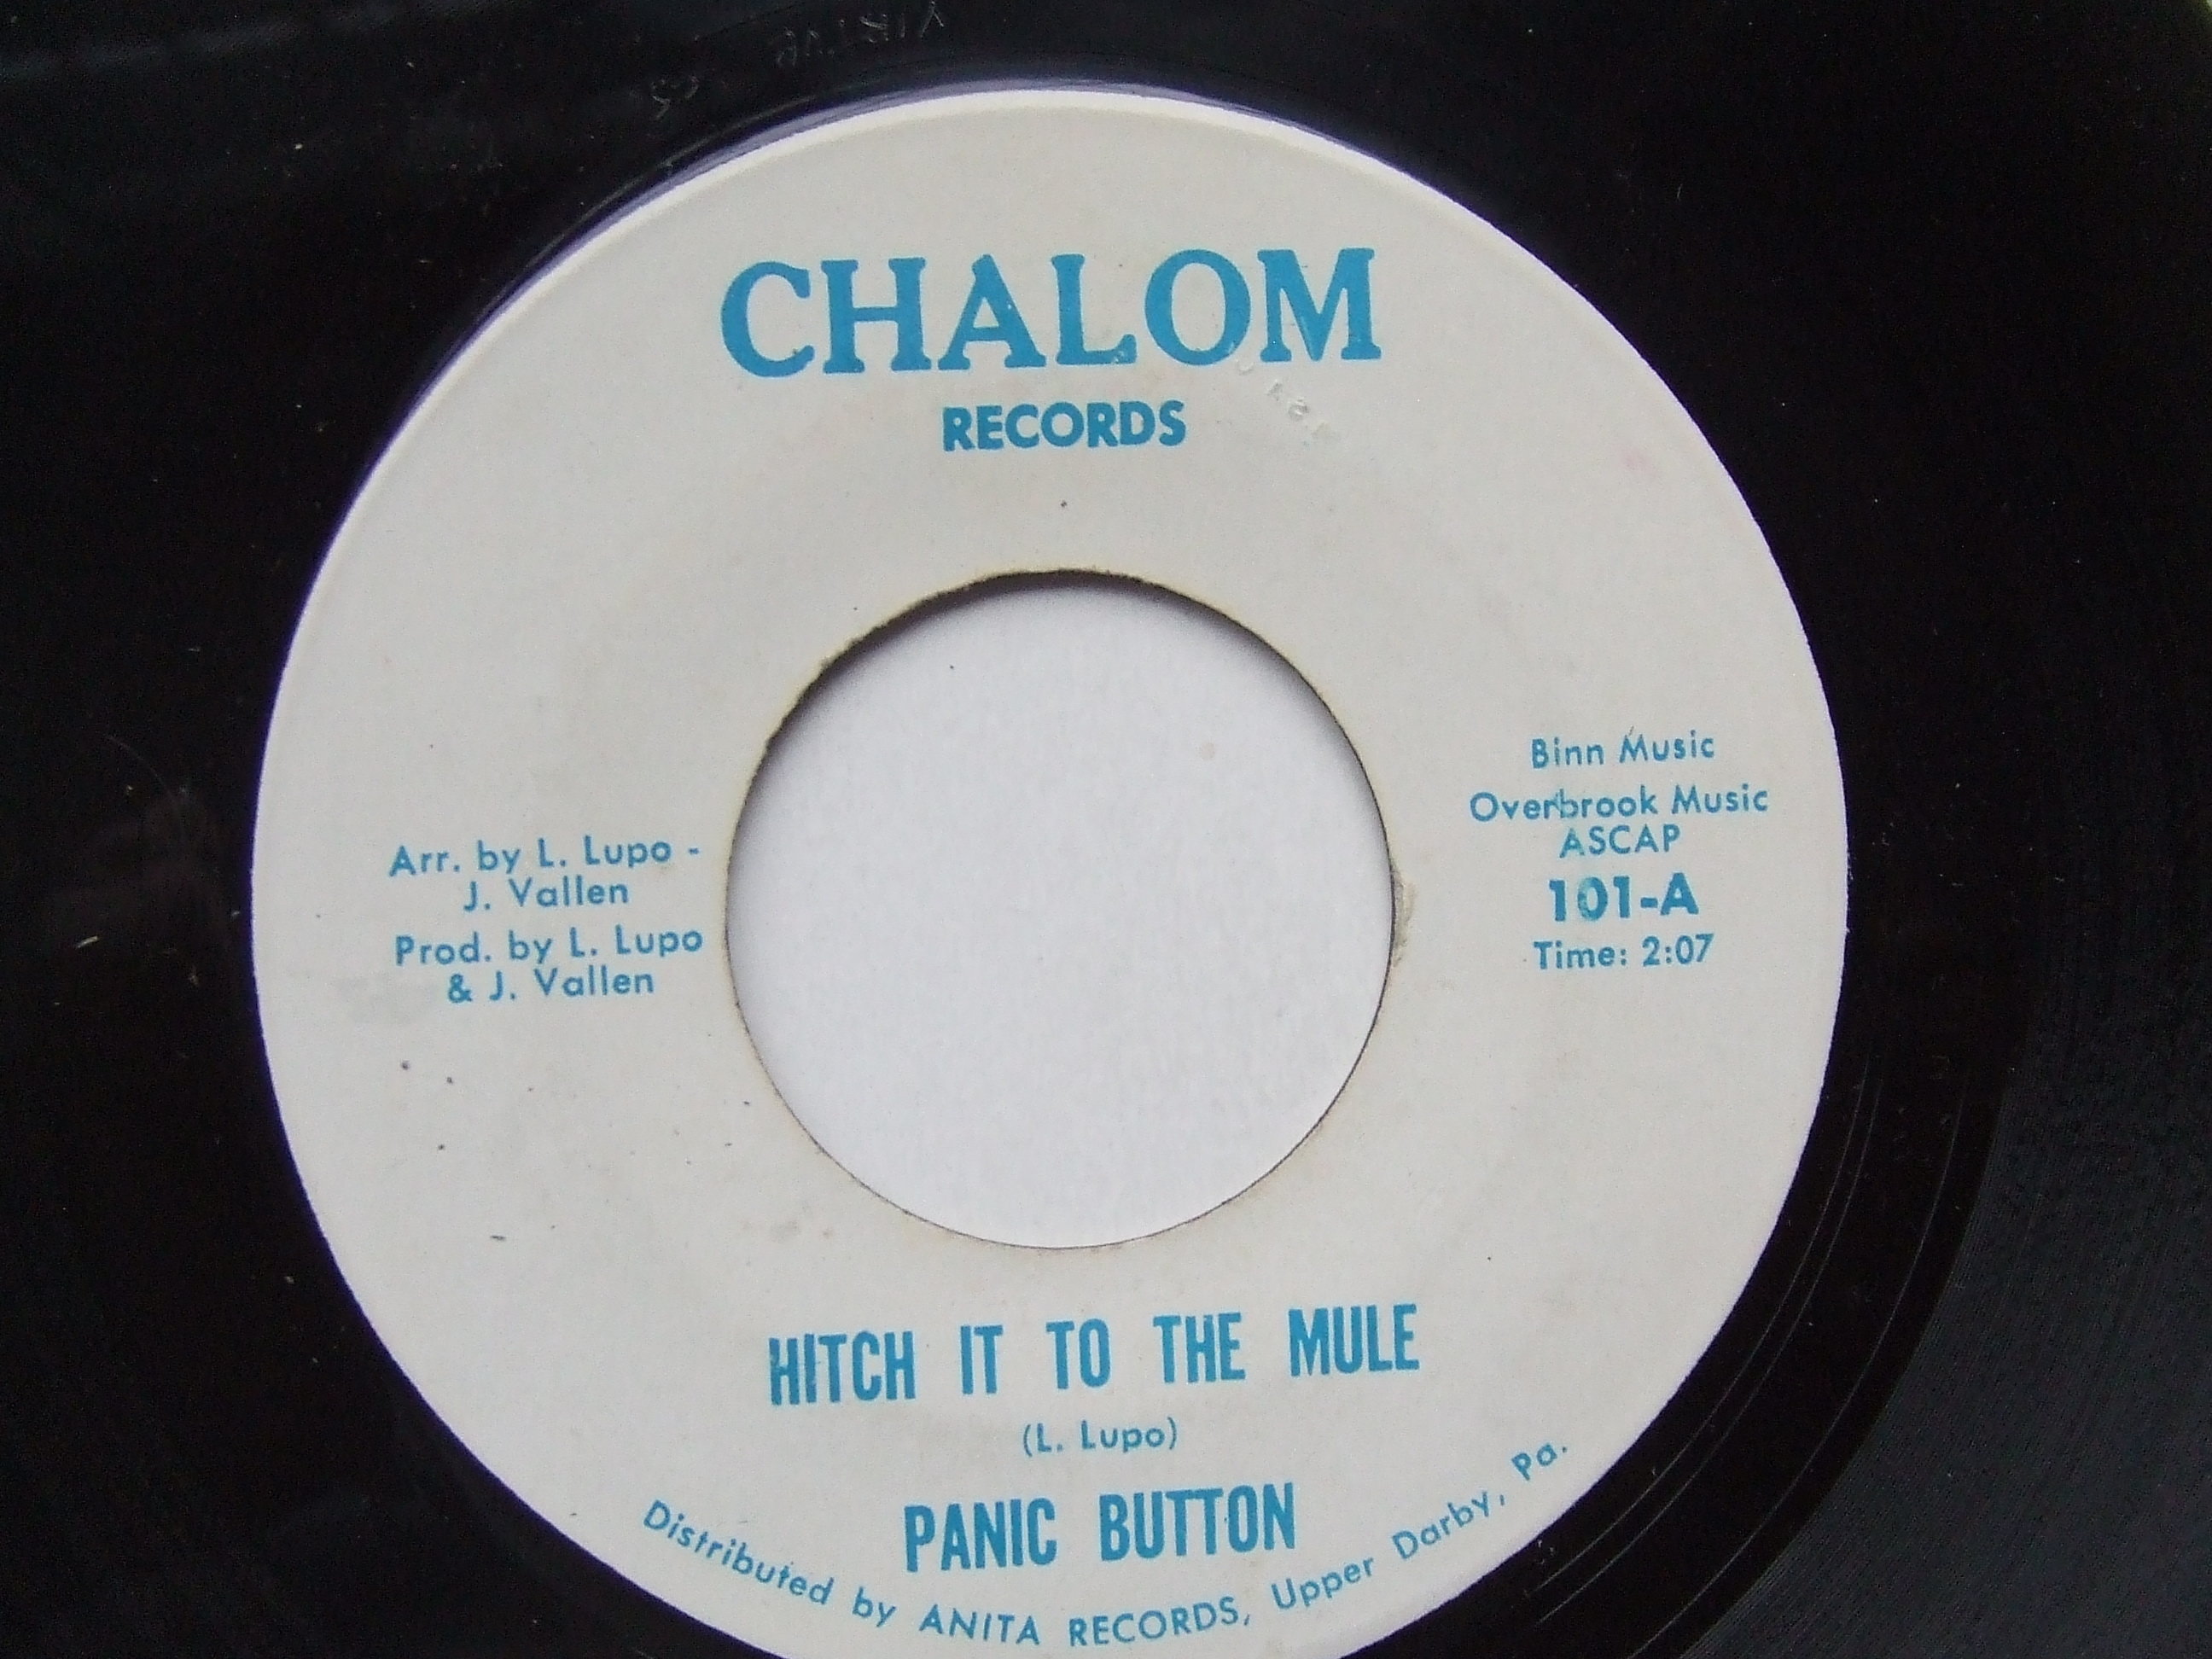 CHALOM
RECORDS
Arr. by L. Lupo -
J. Vallen
Prod. by L. Lupo
& J. Vallen
Binn Music
Overbrook Music
ASCAP
101-A
Time: 2:07
HITCH IT TO THE MULE
(L. Lupo)
PANIC BUTTON
Distributed by ANITA RECORDS, Upper Darby, Pa.